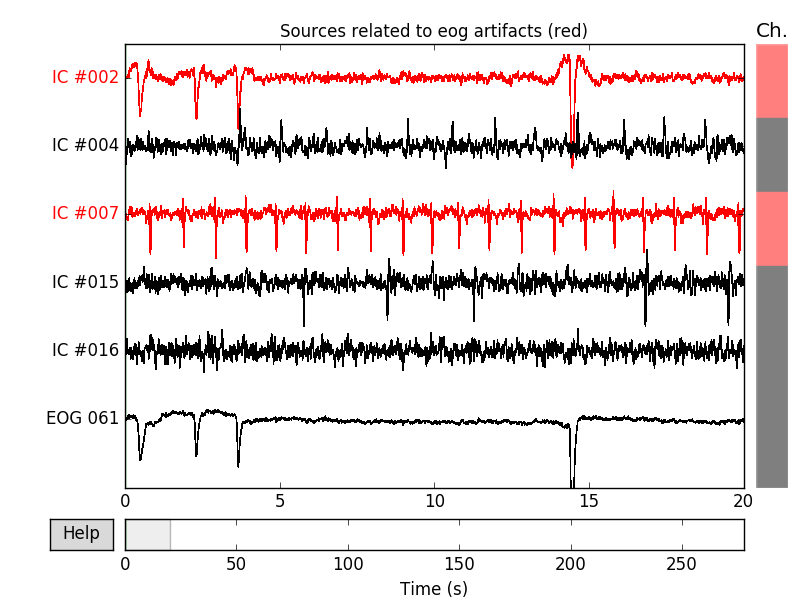 Sources related to eog artifacts (red)
Ch.
IC #002
IC #004
IC #007
IC #015
IC #016
EOG 061
0 5 10 15 20
Help
0 50 100 150 200 250
Time (s)